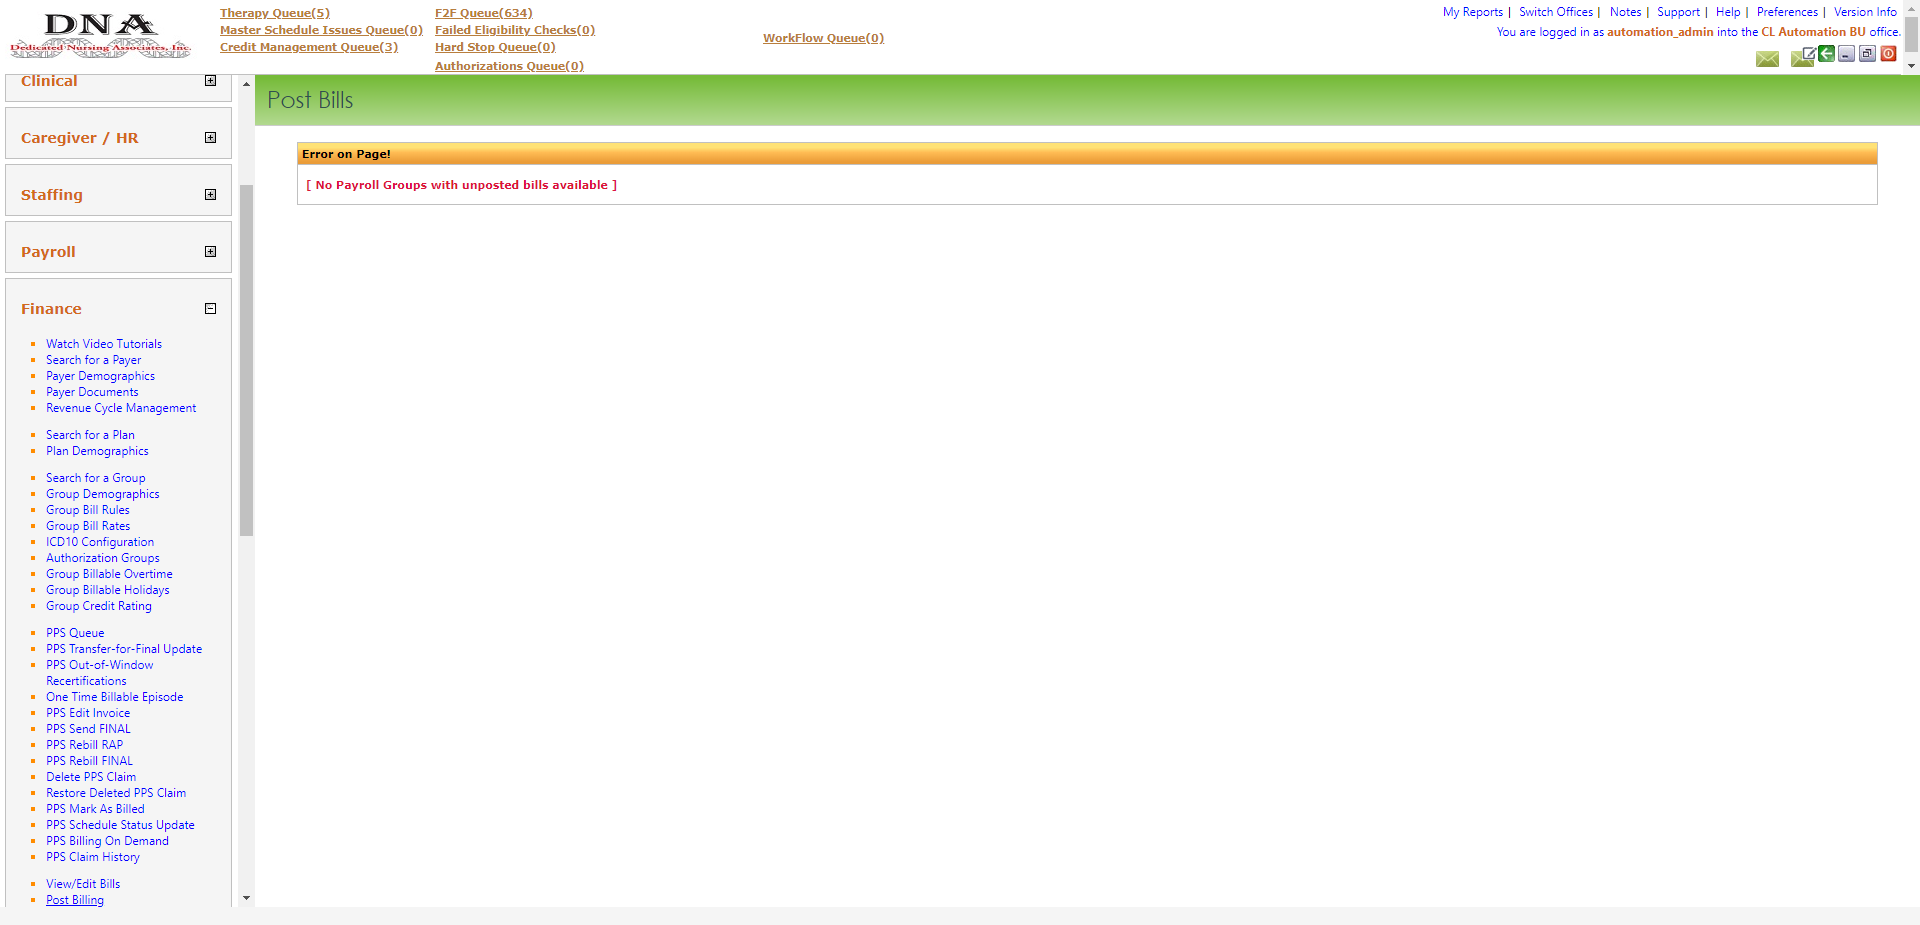 DNA
Dedicated Nursing Associates, Inc.
Therapy Queue(5)
Master Schedule Issues Queue(0)
Credit Management Queue(3)
F2F Queue(634)
Failed Eligibility Checks(0)
Hard Stop Queue(0)
Authorizations Queue(0)
WorkFlow Queue(0)
My Reports | Switch Offices | Notes | Support | Help | Preferences | Version Info
You are logged in as automation_admin into the CL Automation BU office.
Clinical
Caregiver / HR
Staffing
Payroll
Finance
Watch Video Tutorials
Search for a Payer
Payer Demographics
Payer Documents
Revenue Cycle Management
Search for a Plan
Plan Demographics
Search for a Group
Group Demographics
Group Bill Rules
Group Bill Rates
ICD10 Configuration
Authorization Groups
Group Billable Overtime
Group Billable Holidays
Group Credit Rating
PPS Queue
PPS Transfer-for-Final Update
PPS Out-of-Window
Recertifications
One Time Billable Episode
PPS Edit Invoice
PPS Send FINAL
PPS Rebill RAP
PPS Rebill FINAL
Delete PPS Claim
Restore Deleted PPS Claim
PPS Mark As Billed
PPS Schedule Status Update
PPS Billing On Demand
PPS Claim History
View/Edit Bills
Post Billing
Post Bills
Error on Page!
[ No Payroll Groups with unposted bills available ]